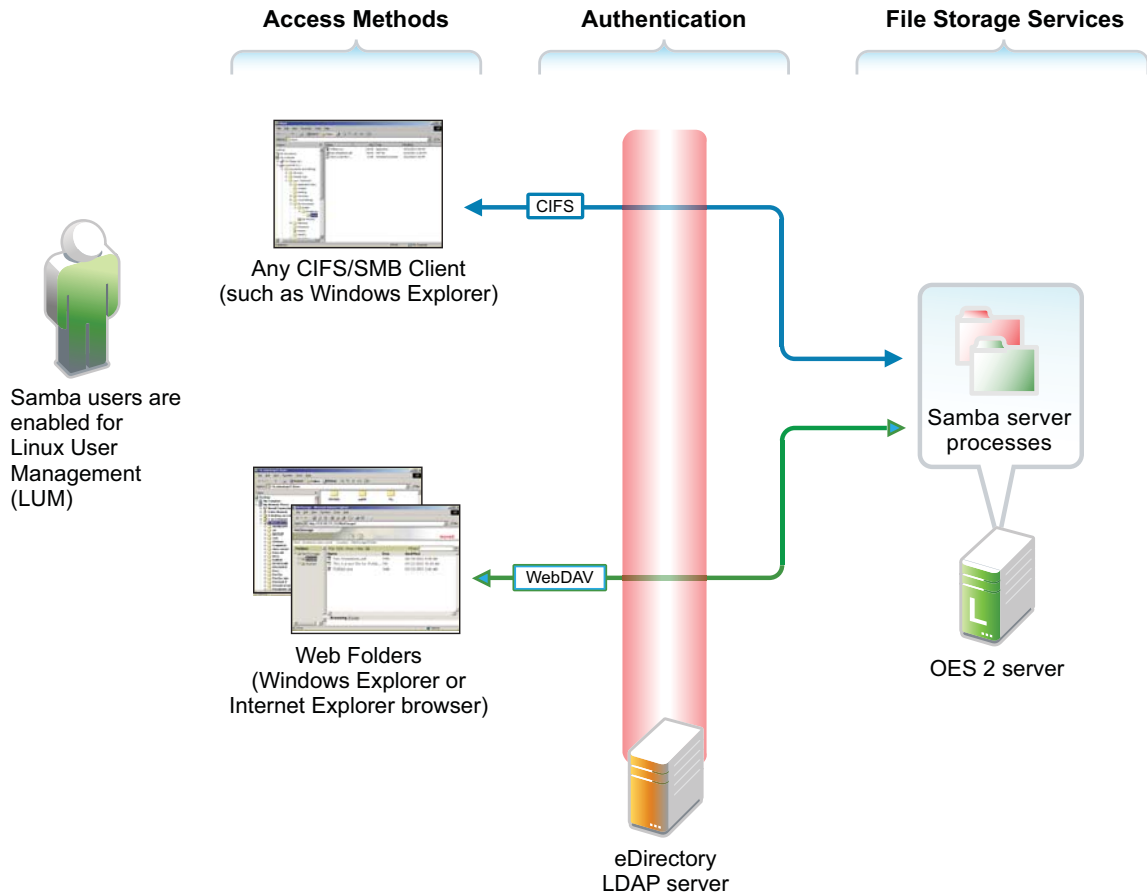 Access Methods
Authentication
File Storage Services
CIFS
Any CIFS/SMB Client
(such as Windows Explorer)
Samba users are
enabled for
Linux User
Management
(LUM)
Samba server
processes
WebDAV
Web Folders
(Windows Explorer or
Internet Explorer browser)
L
OES 2 server
eDirectory
LDAP server